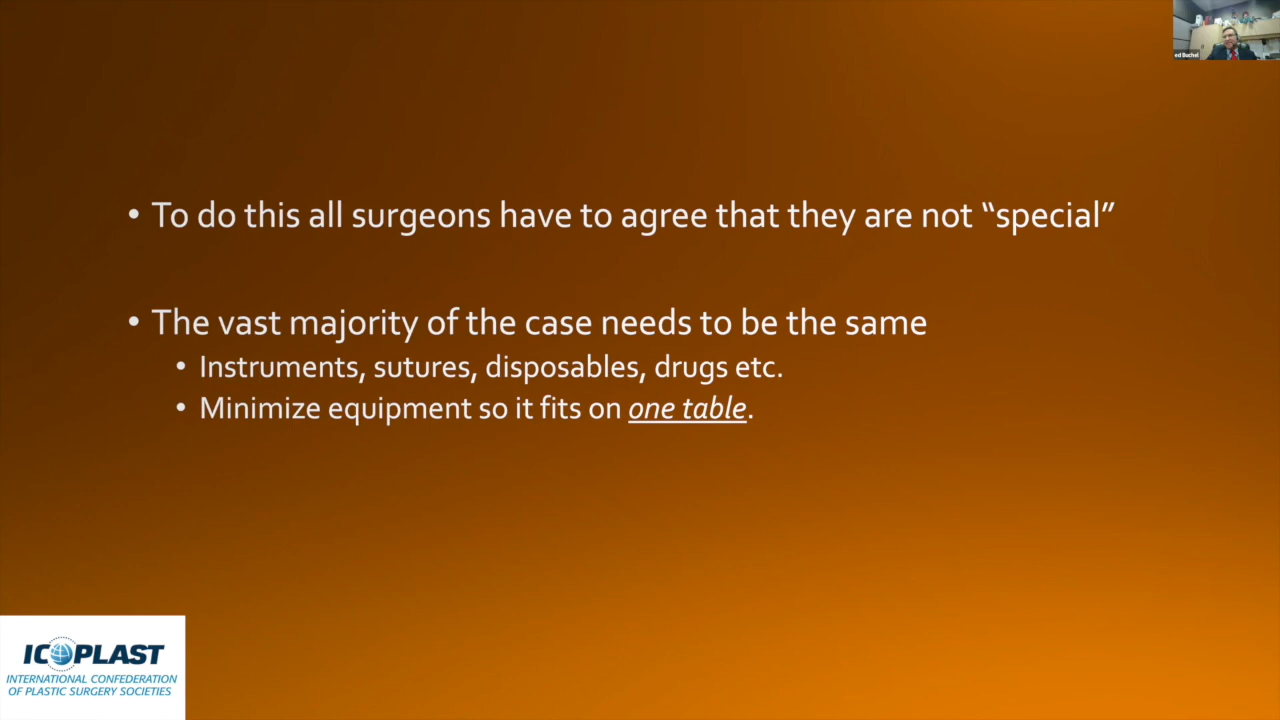 ed Buchel
• To do this all surgeons have to agree that they are not “special”
• The vast majority of the case needs to be the same
• Instruments, sutures, disposables, drugs etc.
• Minimize equipment so it fits on one table.
ICOPLAST
INTERNATIONAL CONFEDERATION
OF PLASTIC SURGERY SOCIETIES